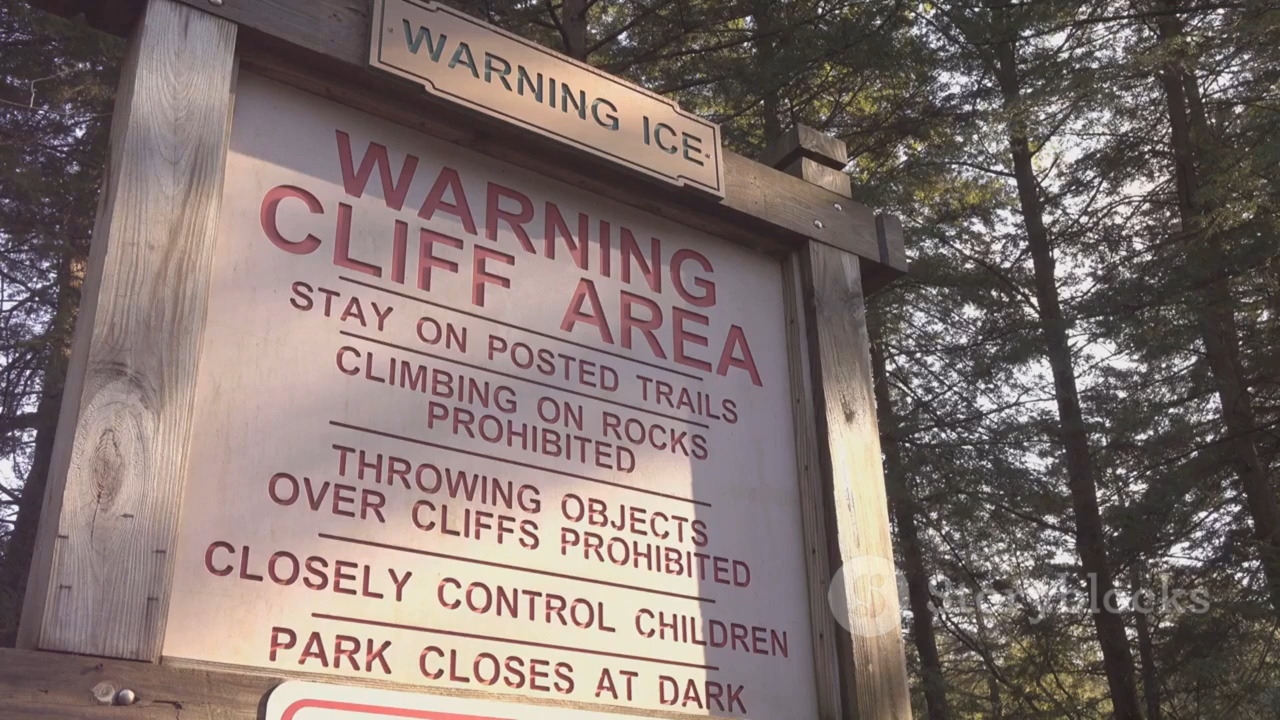 WARNING ICE
WARNING
CLIFF AREA
STAY ON POSTED TRAILS
CLIMBING ON ROCKS
PROHIBITED
THROWING OBJECTS
OVER CLIFFS PROHIBITED
CLOSELY CONTROL CHILDREN
PARK CLOSES AT DARK
Storyblocks